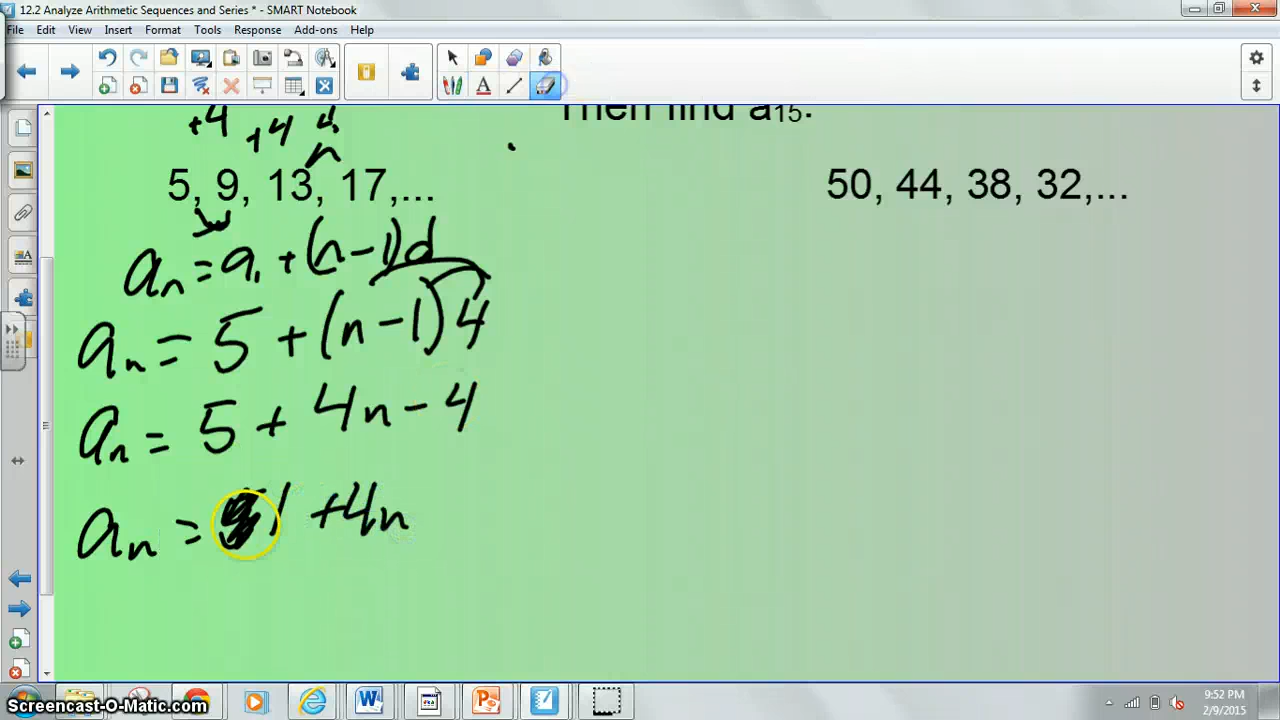 12.2 Analyze Arithmetic Sequences and Series * - SMART Notebook
File Edit View Insert Format Tools Response Add-ons Help
Then find a15.
+4 +4 4
5, 9, 13, 17,...
50, 44, 38, 32,...
an = a1 + (n - 1)d
an = 5 + (n - 1)4
an = 5 + 4n - 4
an = 1 + 4n
9:52 PM
2/9/2015
Screencast-O-Matic.com